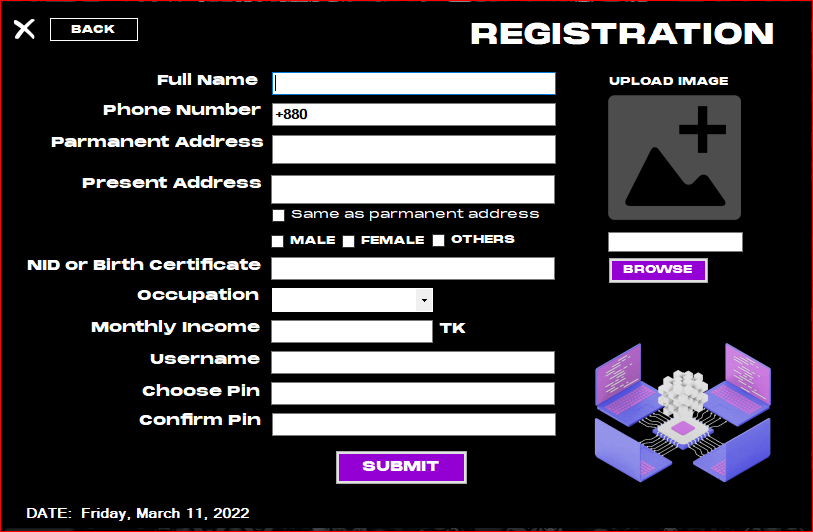 BACK
REGISTRATION
Full Name
UPLOAD IMAGE
Phone Number +880
Parmanent Address
Present Address
Same as parmanent address
MALE FEMALE OTHERS
NID or Birth Certificate
BROWSE
Occupation
Monthly Income TK
Username
Choose Pin
Confirm Pin
SUBMIT
DATE: Friday, March 11, 2022